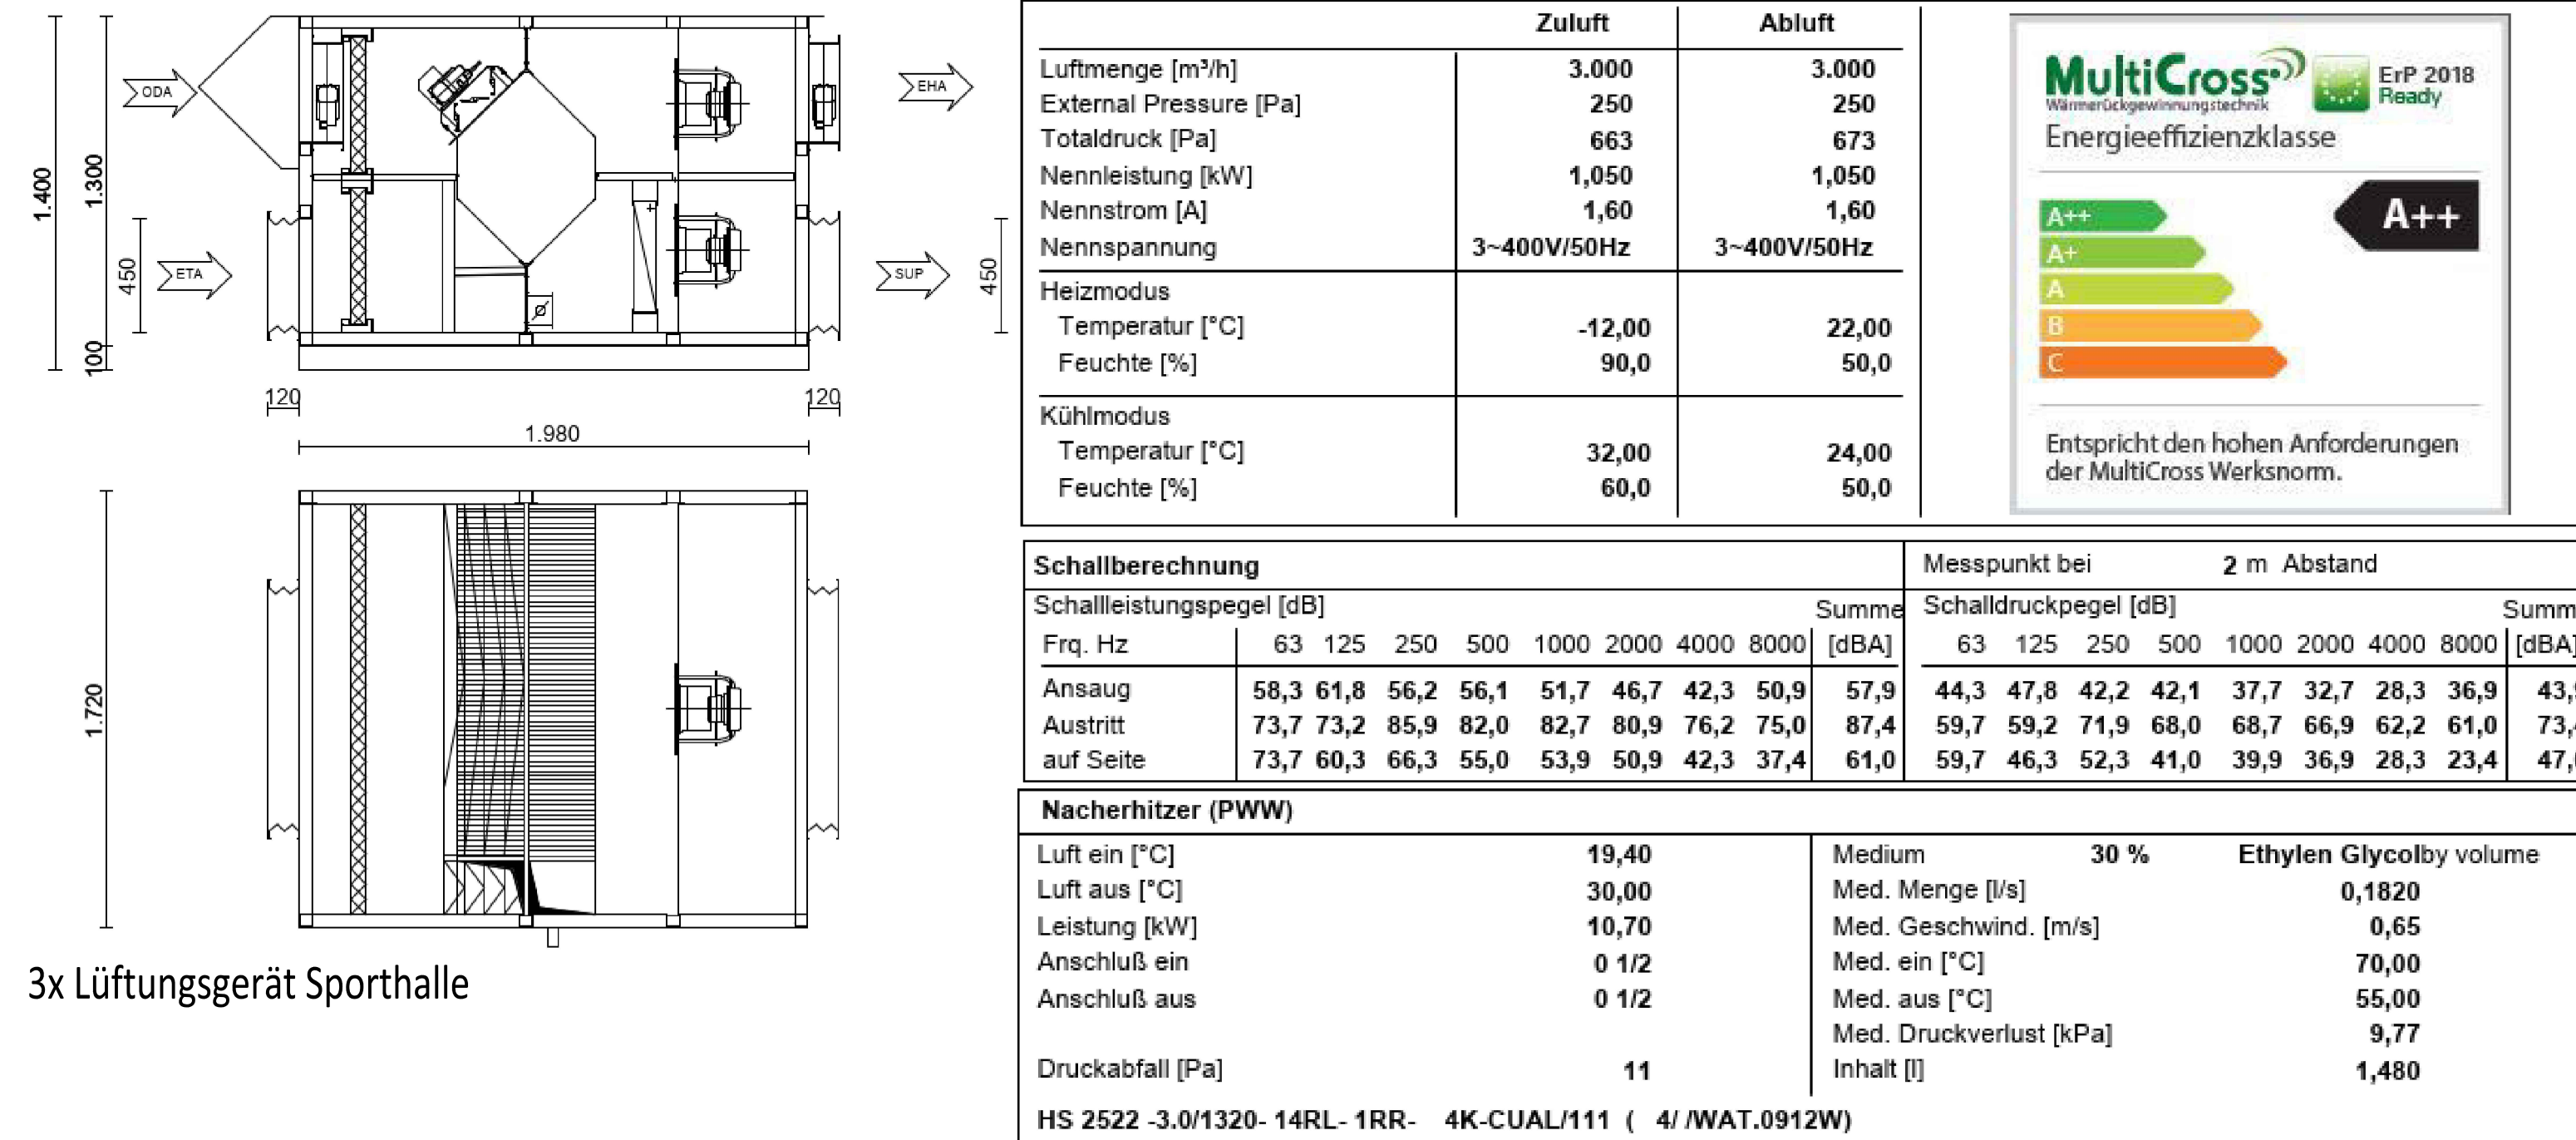 ODA
EHA
ETA
SUP
1.400
1.300
450
100
450
120
120
1.980
1.720
3x Lüftungsgerät Sporthalle
Zuluft Abluft
Luftmenge [m³/h] 3.000 3.000
External Pressure [Pa] 250 250
Totaldruck [Pa] 663 673
Nennleistung [kW] 1,050 1,050
Nennstrom [A] 1,60 1,60
Nennspannung 3~400V/50Hz 3~400V/50Hz
Heizmodus
Temperatur [°C] -12,00 22,00
Feuchte [%] 90,0 50,0
Kühlmodus
Temperatur [°C] 32,00 24,00
Feuchte [%] 60,0 50,0
MultiCross
Wärmerückgewinnungstechnik
ErP 2018
Ready
Energieeffizienzklasse
A++
A++
A+
A
B
C
Entspricht den hohen Anforderungen
der MultiCross Werksnorm.
Schallberechnung Messpunkt bei 2 m Abstand
Schallleistungspegel [dB] Summe Schalldruckpegel [dB] Summ
Frq. Hz 63 125 250 500 1000 2000 4000 8000 [dBA] 63 125 250 500 1000 2000 4000 8000 [dBA]
Ansaug 58,3 61,8 56,2 56,1 51,7 46,7 42,3 50,9 57,9 44,3 47,8 42,2 42,1 37,7 32,7 28,3 36,9 43,9
Austritt 73,7 73,2 85,9 82,0 82,7 80,9 76,2 75,0 87,4 59,7 59,2 71,9 68,0 68,7 66,9 62,2 61,0 73,4
auf Seite 73,7 60,3 66,3 55,0 53,9 50,9 42,3 37,4 61,0 59,7 46,3 52,3 41,0 39,9 36,9 28,3 23,4 47,0
Nacherhitzer (PWW)
Luft ein [°C] 19,40 Medium 30 % Ethylen Glycolby volume
Luft aus [°C] 30,00 Med. Menge [l/s] 0,1820
Leistung [kW] 10,70 Med. Geschwind. [m/s] 0,65
Anschluß ein 0 1/2 Med. ein [°C] 70,00
Anschluß aus 0 1/2 Med. aus [°C] 55,00
Med. Druckverlust [kPa] 9,77
Druckabfall [Pa] 11 Inhalt [l] 1,480
HS 2522 -3.0/1320- 14RL- 1RR- 4K-CUAL/111 ( 4/ /WAT.0912W)